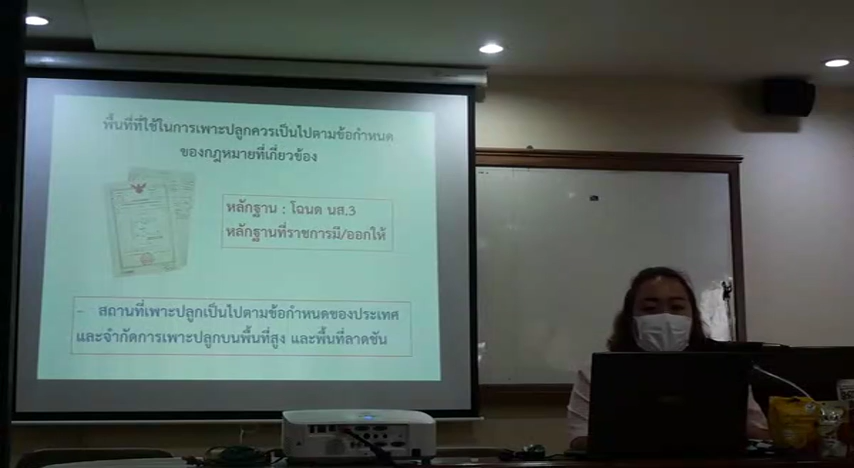 พื้นที่ที่ใช้ในการเพาะปลูกควรเป็นไปตามข้อกำหนด
ของกฎหมายที่เกี่ยวข้อง
หลักฐาน : โฉนด นส.3
หลักฐานที่ราชการมี/ออกให้
- สถานที่เพาะปลูกเป็นไปตามข้อกำหนดของประเทศ
และจำกัดการเพาะปลูกบนพื้นที่สูง และพื้นที่ลาดชัน